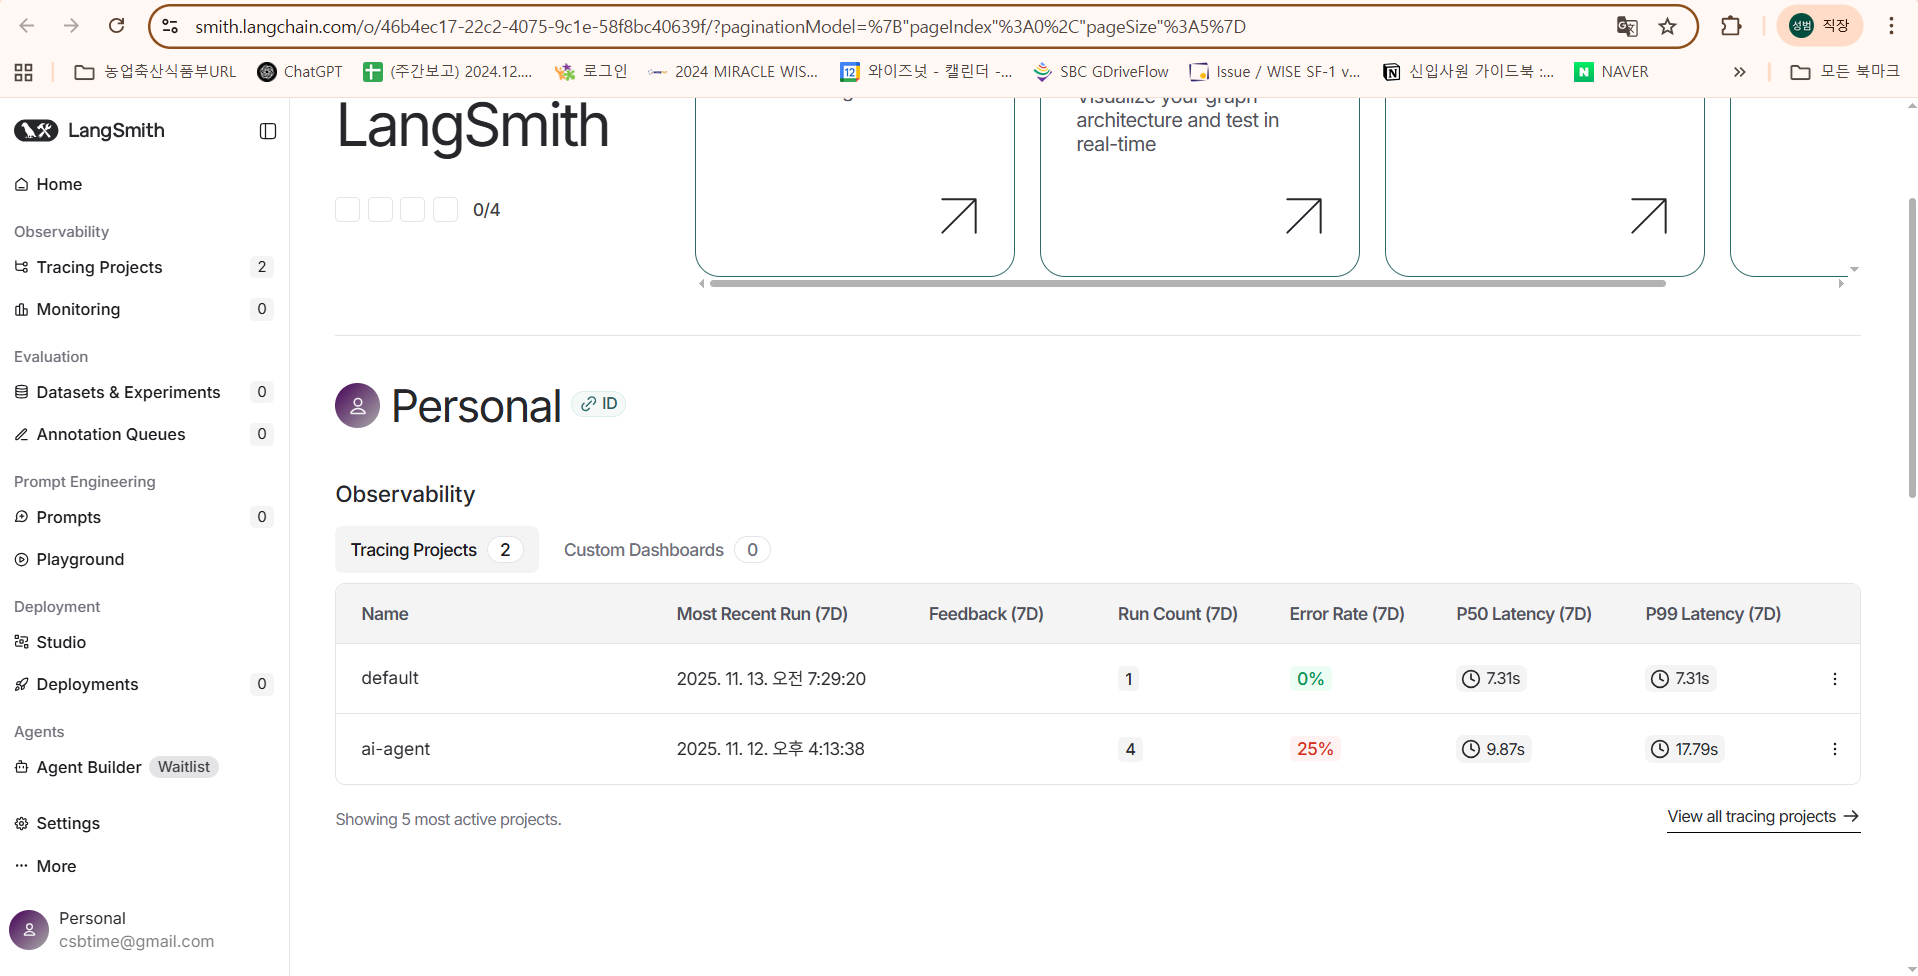 smith.langchain.com/o/46b4ec17-22c2-4075-9c1e-58f8bc40639f/?paginationModel=%7B"pageIndex"%3A0%2C"pageSize"%3A5%7D
성범 직장
농업축산식품부URL ChatGPT (주간보고) 2024.12.... 로그인 2024 MIRACLE WIS... 12 와이즈넛 - 캘린더 -... SBC GDriveFlow Issue / WISE SF-1 v... 신입사원 가이드북 :... N NAVER » 모든 북마크
LangSmith
Home
Observability
Tracing Projects 2
Monitoring 0
Evaluation
Datasets & Experiments 0
Annotation Queues 0
Prompt Engineering
Prompts 0
Playground
Deployment
Studio
Deployments 0
Agents
Agent Builder Waitlist
Settings
More
Personal
csbtime@gmail.com
LangSmith
0/4
Visualize your graph
architecture and test in
real-time
Personal ID
Observability
Tracing Projects 2 Custom Dashboards 0
Name Most Recent Run (7D) Feedback (7D) Run Count (7D) Error Rate (7D) P50 Latency (7D) P99 Latency (7D)
default 2025. 11. 13. 오전 7:29:20 1 0% 7.31s 7.31s
ai-agent 2025. 11. 12. 오후 4:13:38 4 25% 9.87s 17.79s
Showing 5 most active projects.
View all tracing projects →